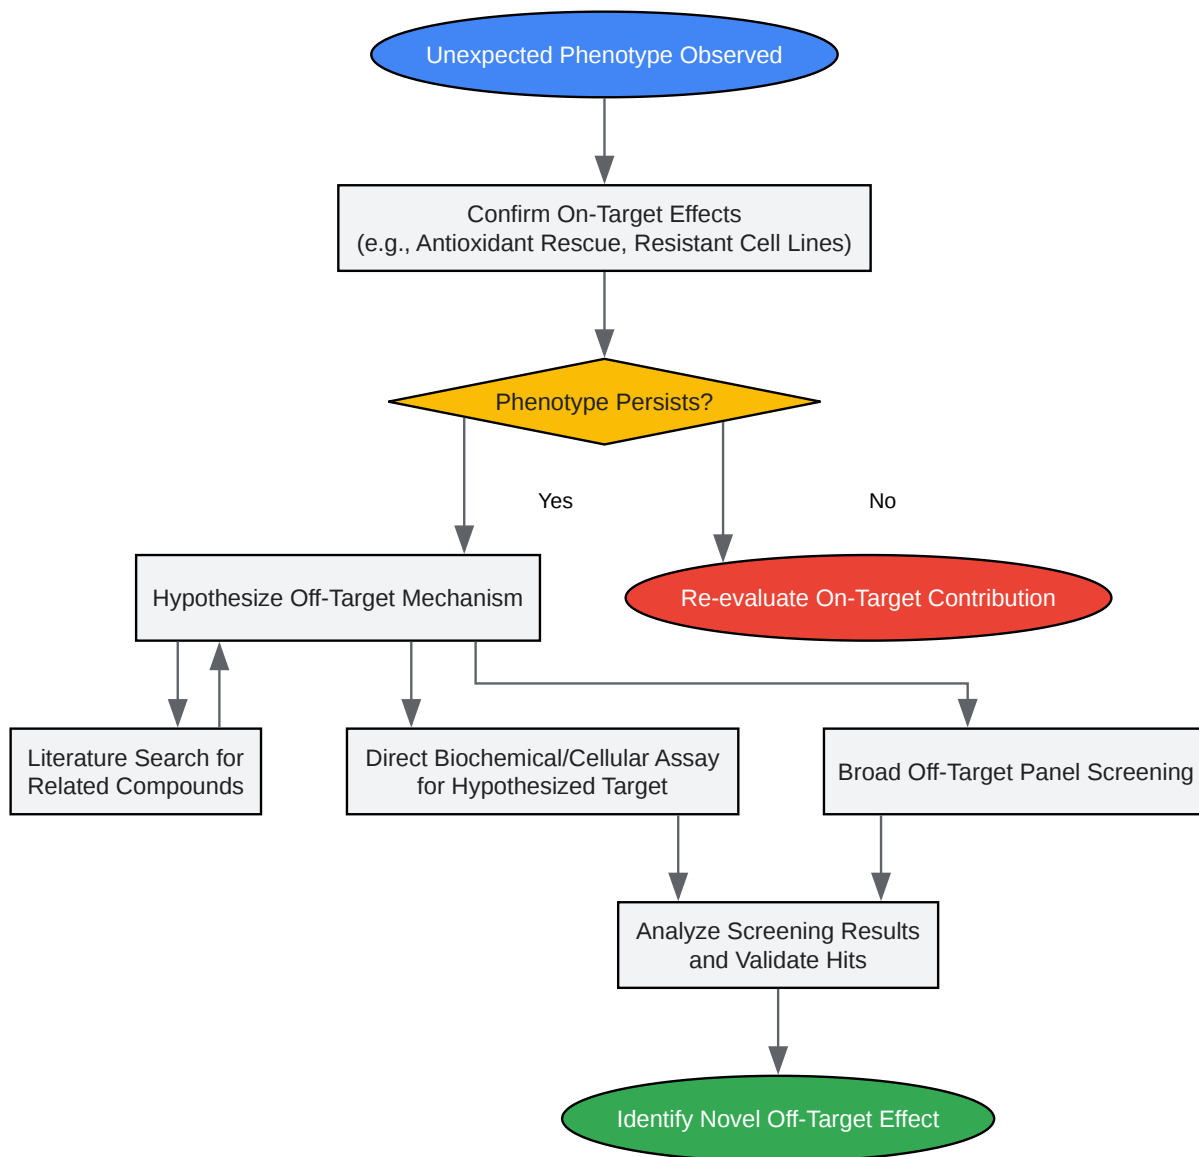 Unexpected Phenotype Observed
Confirm On-Target Effects
(e.g., Antioxidant Rescue, Resistant Cell Lines)
Phenotype Persists?
Yes
No
Hypothesize Off-Target Mechanism
Re-evaluate On-Target Contribution
Literature Search for
Related Compounds
Direct Biochemical/Cellular Assay
for Hypothesized Target
Broad Off-Target Panel Screening
Analyze Screening Results
and Validate Hits
Identify Novel Off-Target Effect